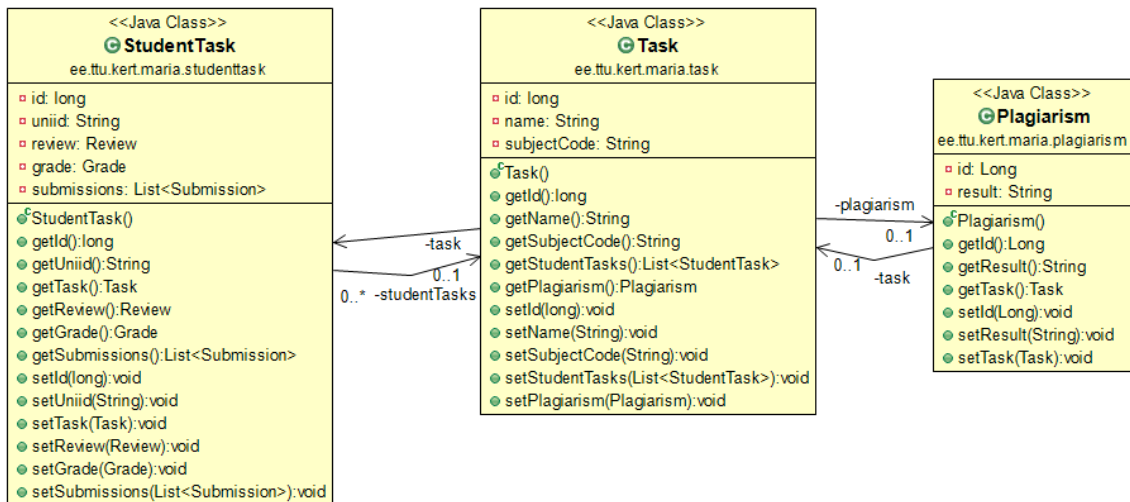 <<Java Class>>
StudentTask
ee.ttu.kert.maria.studenttask
id: long
uniid: String
review: Review
grade: Grade
submissions: List<Submission>
StudentTask()
getId():long
getUniid():String
getTask():Task
getReview():Review
getGrade():Grade
getSubmissions():List<Submission>
setId(long):void
setUniid(String):void
setTask(Task):void
setReview(Review):void
setGrade(Grade):void
setSubmissions(List<Submission>):void
-task
0..1
0..* -studentTasks
<<Java Class>>
Task
ee.ttu.kert.maria.task
id: long
name: String
subjectCode: String
Task()
getId():long
getName():String
getSubjectCode():String
getStudentTasks():List<StudentTask>
getPlagiarism():Plagiarism
setId(long):void
setName(String):void
setSubjectCode(String):void
setStudentTasks(List<StudentTask>):void
setPlagiarism(Plagiarism):void
-plagiarism
0..1
0..1
-task
<<Java Class>>
Plagiarism
ee.ttu.kert.maria.plagiarism
id: Long
result: String
Plagiarism()
getId():Long
getResult():String
getTask():Task
setId(Long):void
setResult(String):void
setTask(Task):void